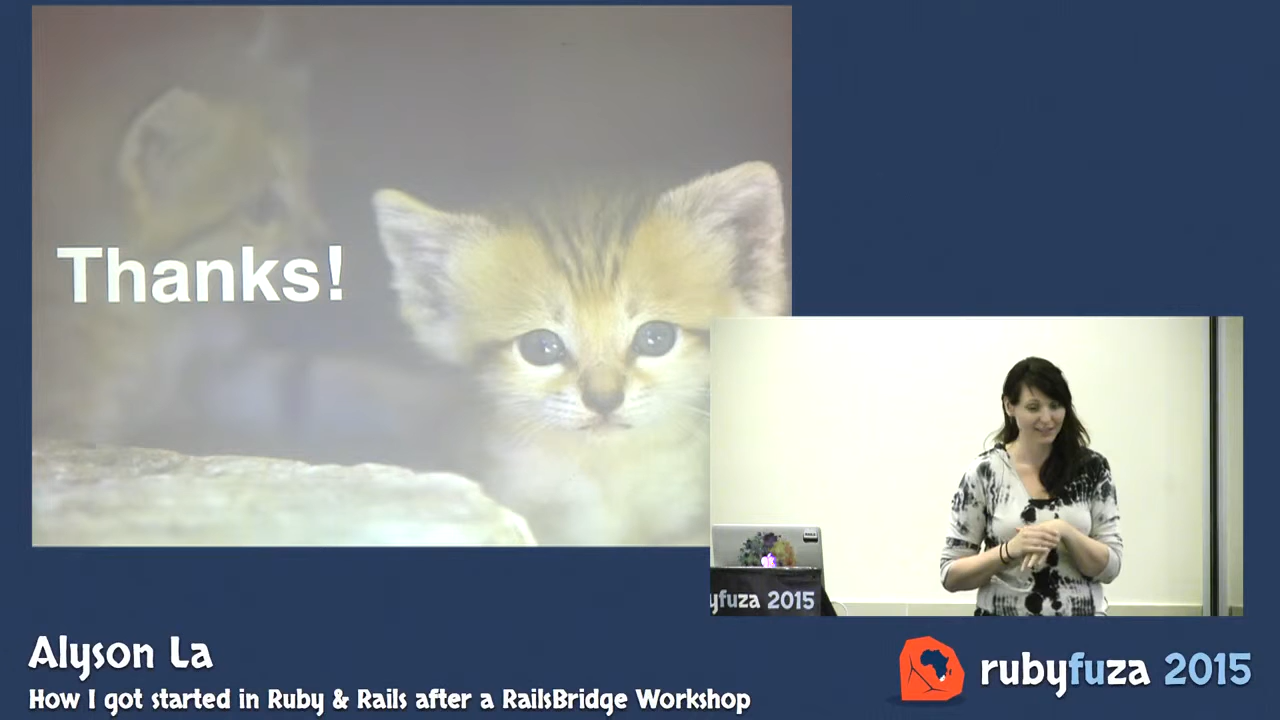 Thanks!
yfuza 2015
Alyson La
How I got started in Ruby & Rails after a RailsBridge Workshop
rubyfuza 2015